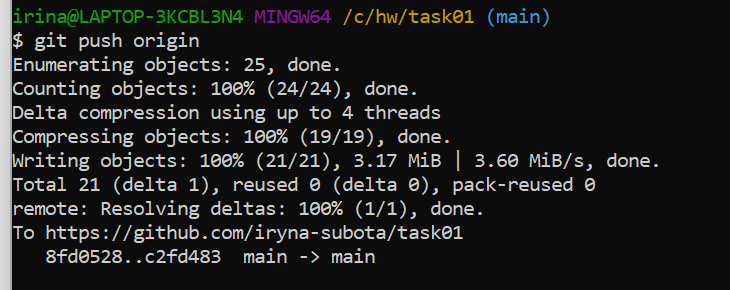 irina@LAPTOP-3KCBL3N4 MINGW64 /c/hw/task01 (main)
$ git push origin
Enumerating objects: 25, done.
Counting objects: 100% (24/24), done.
Delta compression using up to 4 threads
Compressing objects: 100% (19/19), done.
Writing objects: 100% (21/21), 3.17 MiB | 3.60 MiB/s, done.
Total 21 (delta 1), reused 0 (delta 0), pack-reused 0
remote: Resolving deltas: 100% (1/1), done.
To https://github.com/iryna-subota/task01
   8fd0528..c2fd483  main -> main